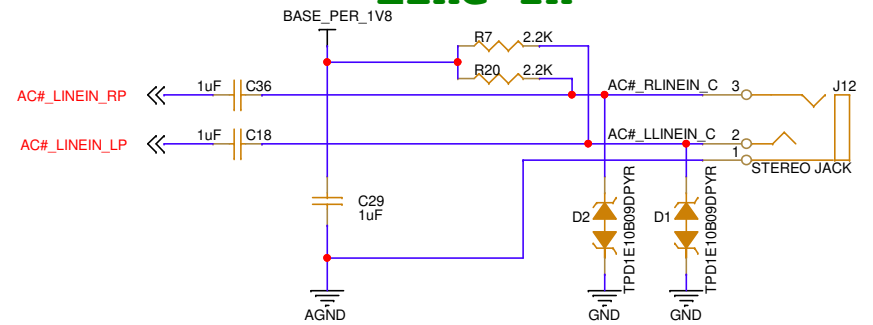 BASE_PER_1V8
R7 2.2K
R20 2.2K
AC#_LINEIN_RP
1uF C36
AC#_RLINEIN_C 3 J12
AC#_LINEIN_LP
1uF C18
AC#_LLINEIN_C 2
1
STEREO JACK
C29
1uF
D2
TPD1E10B09DPYR
D1
TPD1E10B09DPYR
AGND
GND
GND